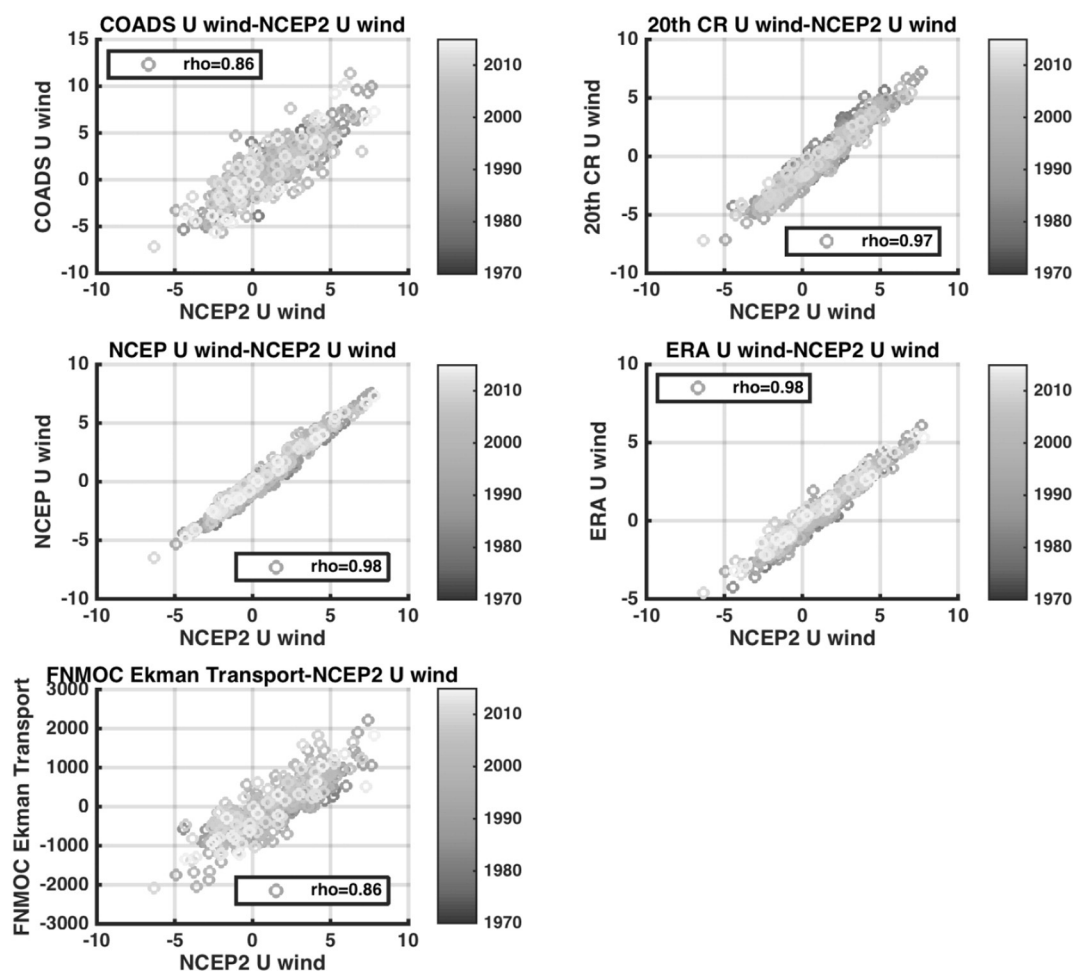 COADS U wind-NCEP2 U wind
15
10
5
0
-5
-10
COADS U wind
rho=0.86
-10 -5 0 5 10
NCEP2 U wind
2010
2000
1990
1980
1970
20th CR U wind-NCEP2 U wind
10
5
0
-5
-10
20th CR U wind
rho=0.97
-10 -5 0 5 10
NCEP2 U wind
2010
2000
1990
1980
1970
NCEP U wind-NCEP2 U wind
10
5
0
-5
-10
NCEP U wind
rho=0.98
-10 -5 0 5 10
NCEP2 U wind
2010
2000
1990
1980
1970
ERA U wind-NCEP2 U wind
10
5
0
-5
ERA U wind
rho=0.98
-10 -5 0 5 10
NCEP2 U wind
2010
2000
1990
1980
1970
FNMOC Ekman Transport-NCEP2 U wind
3000
2000
1000
0
-1000
-2000
-3000
FNMOC Ekman Transport
rho=0.86
-10 -5 0 5 10
NCEP2 U wind
2010
2000
1990
1980
1970